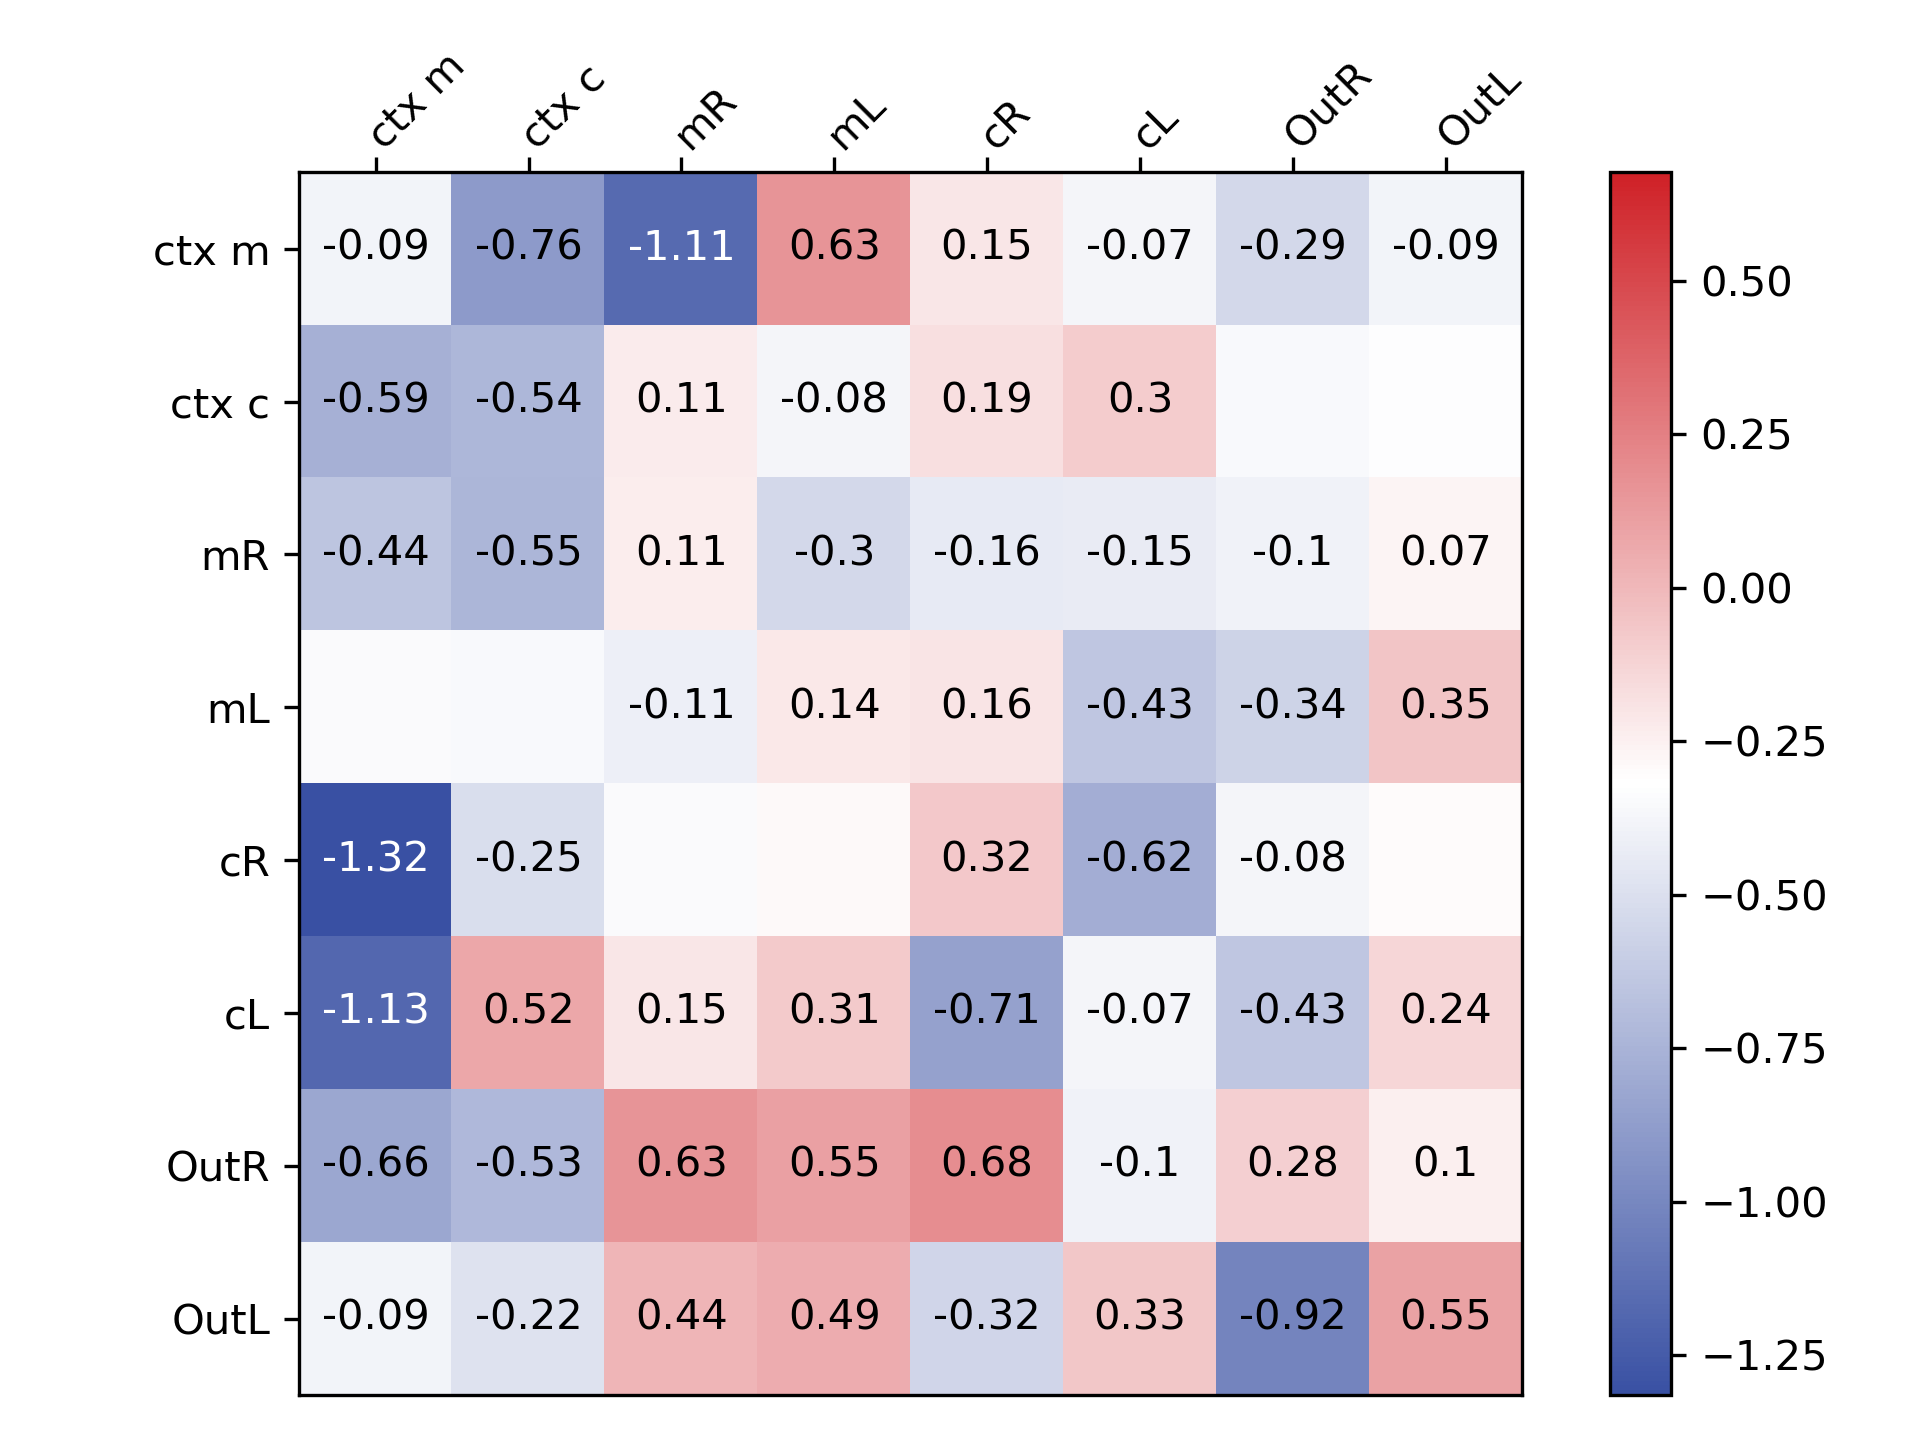 ctx m ctx c mR mL cR cL OutR OutL
ctx m -0.09 -0.76 -1.11 0.63 0.15 -0.07 -0.29 -0.09
0.50
ctx c -0.59 -0.54 0.11 -0.08 0.19 0.3
0.25
mR -0.44 -0.55 0.11 -0.3 -0.16 -0.15 -0.1 0.07
0.00
mL -0.11 0.14 0.16 -0.43 -0.34 0.35
−0.25
cR -1.32 -0.25 0.32 -0.62 -0.08
−0.50
cL -1.13 0.52 0.15 0.31 -0.71 -0.07 -0.43 0.24
−0.75
OutR -0.66 -0.53 0.63 0.55 0.68 -0.1 0.28 0.1
−1.00
OutL -0.09 -0.22 0.44 0.49 -0.32 0.33 -0.92 0.55
−1.25